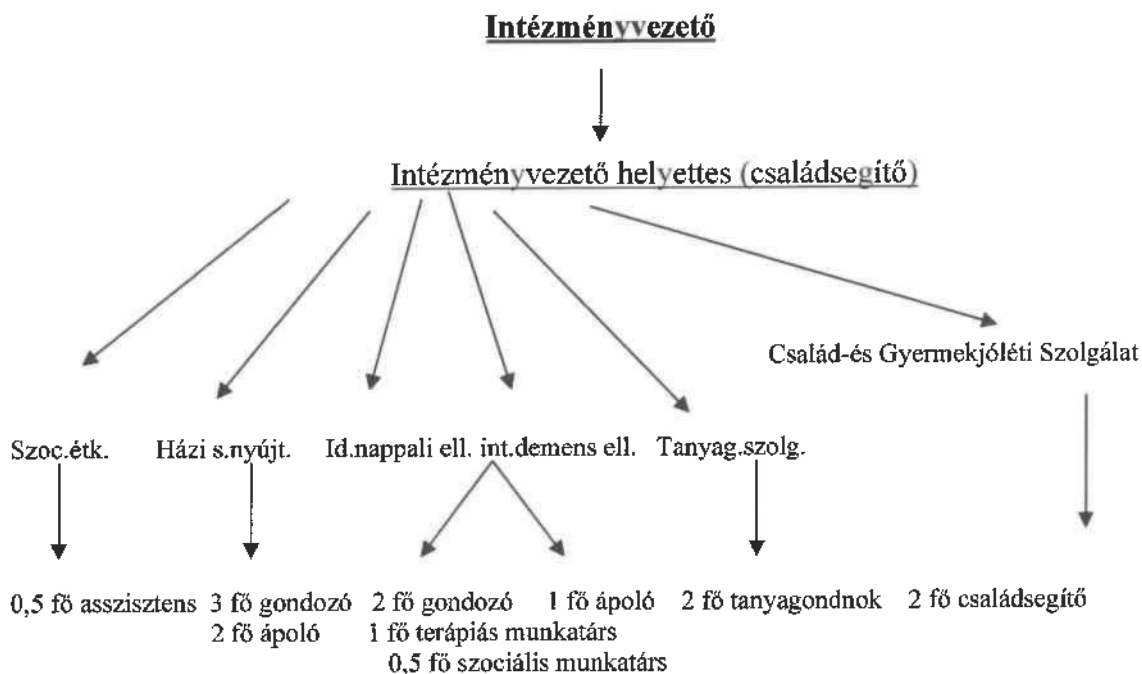 Intézményvezető
Intézményvezető helyettes (családsegítő)
Család-és Gyermekjóléti Szolgálat
Szoc.étk. Házi s.nyújt. Id.nappali ell. int.demens ell. Tanyag.szolg.
0,5 fő asszisztens 3 fő gondozó 2 fő gondozó 1 fő ápoló 2 fő tanyagondnok 2 fő családsegítő
2 fő ápoló 1 fő terápiás munkatárs
0,5 fő szociális munkatárs